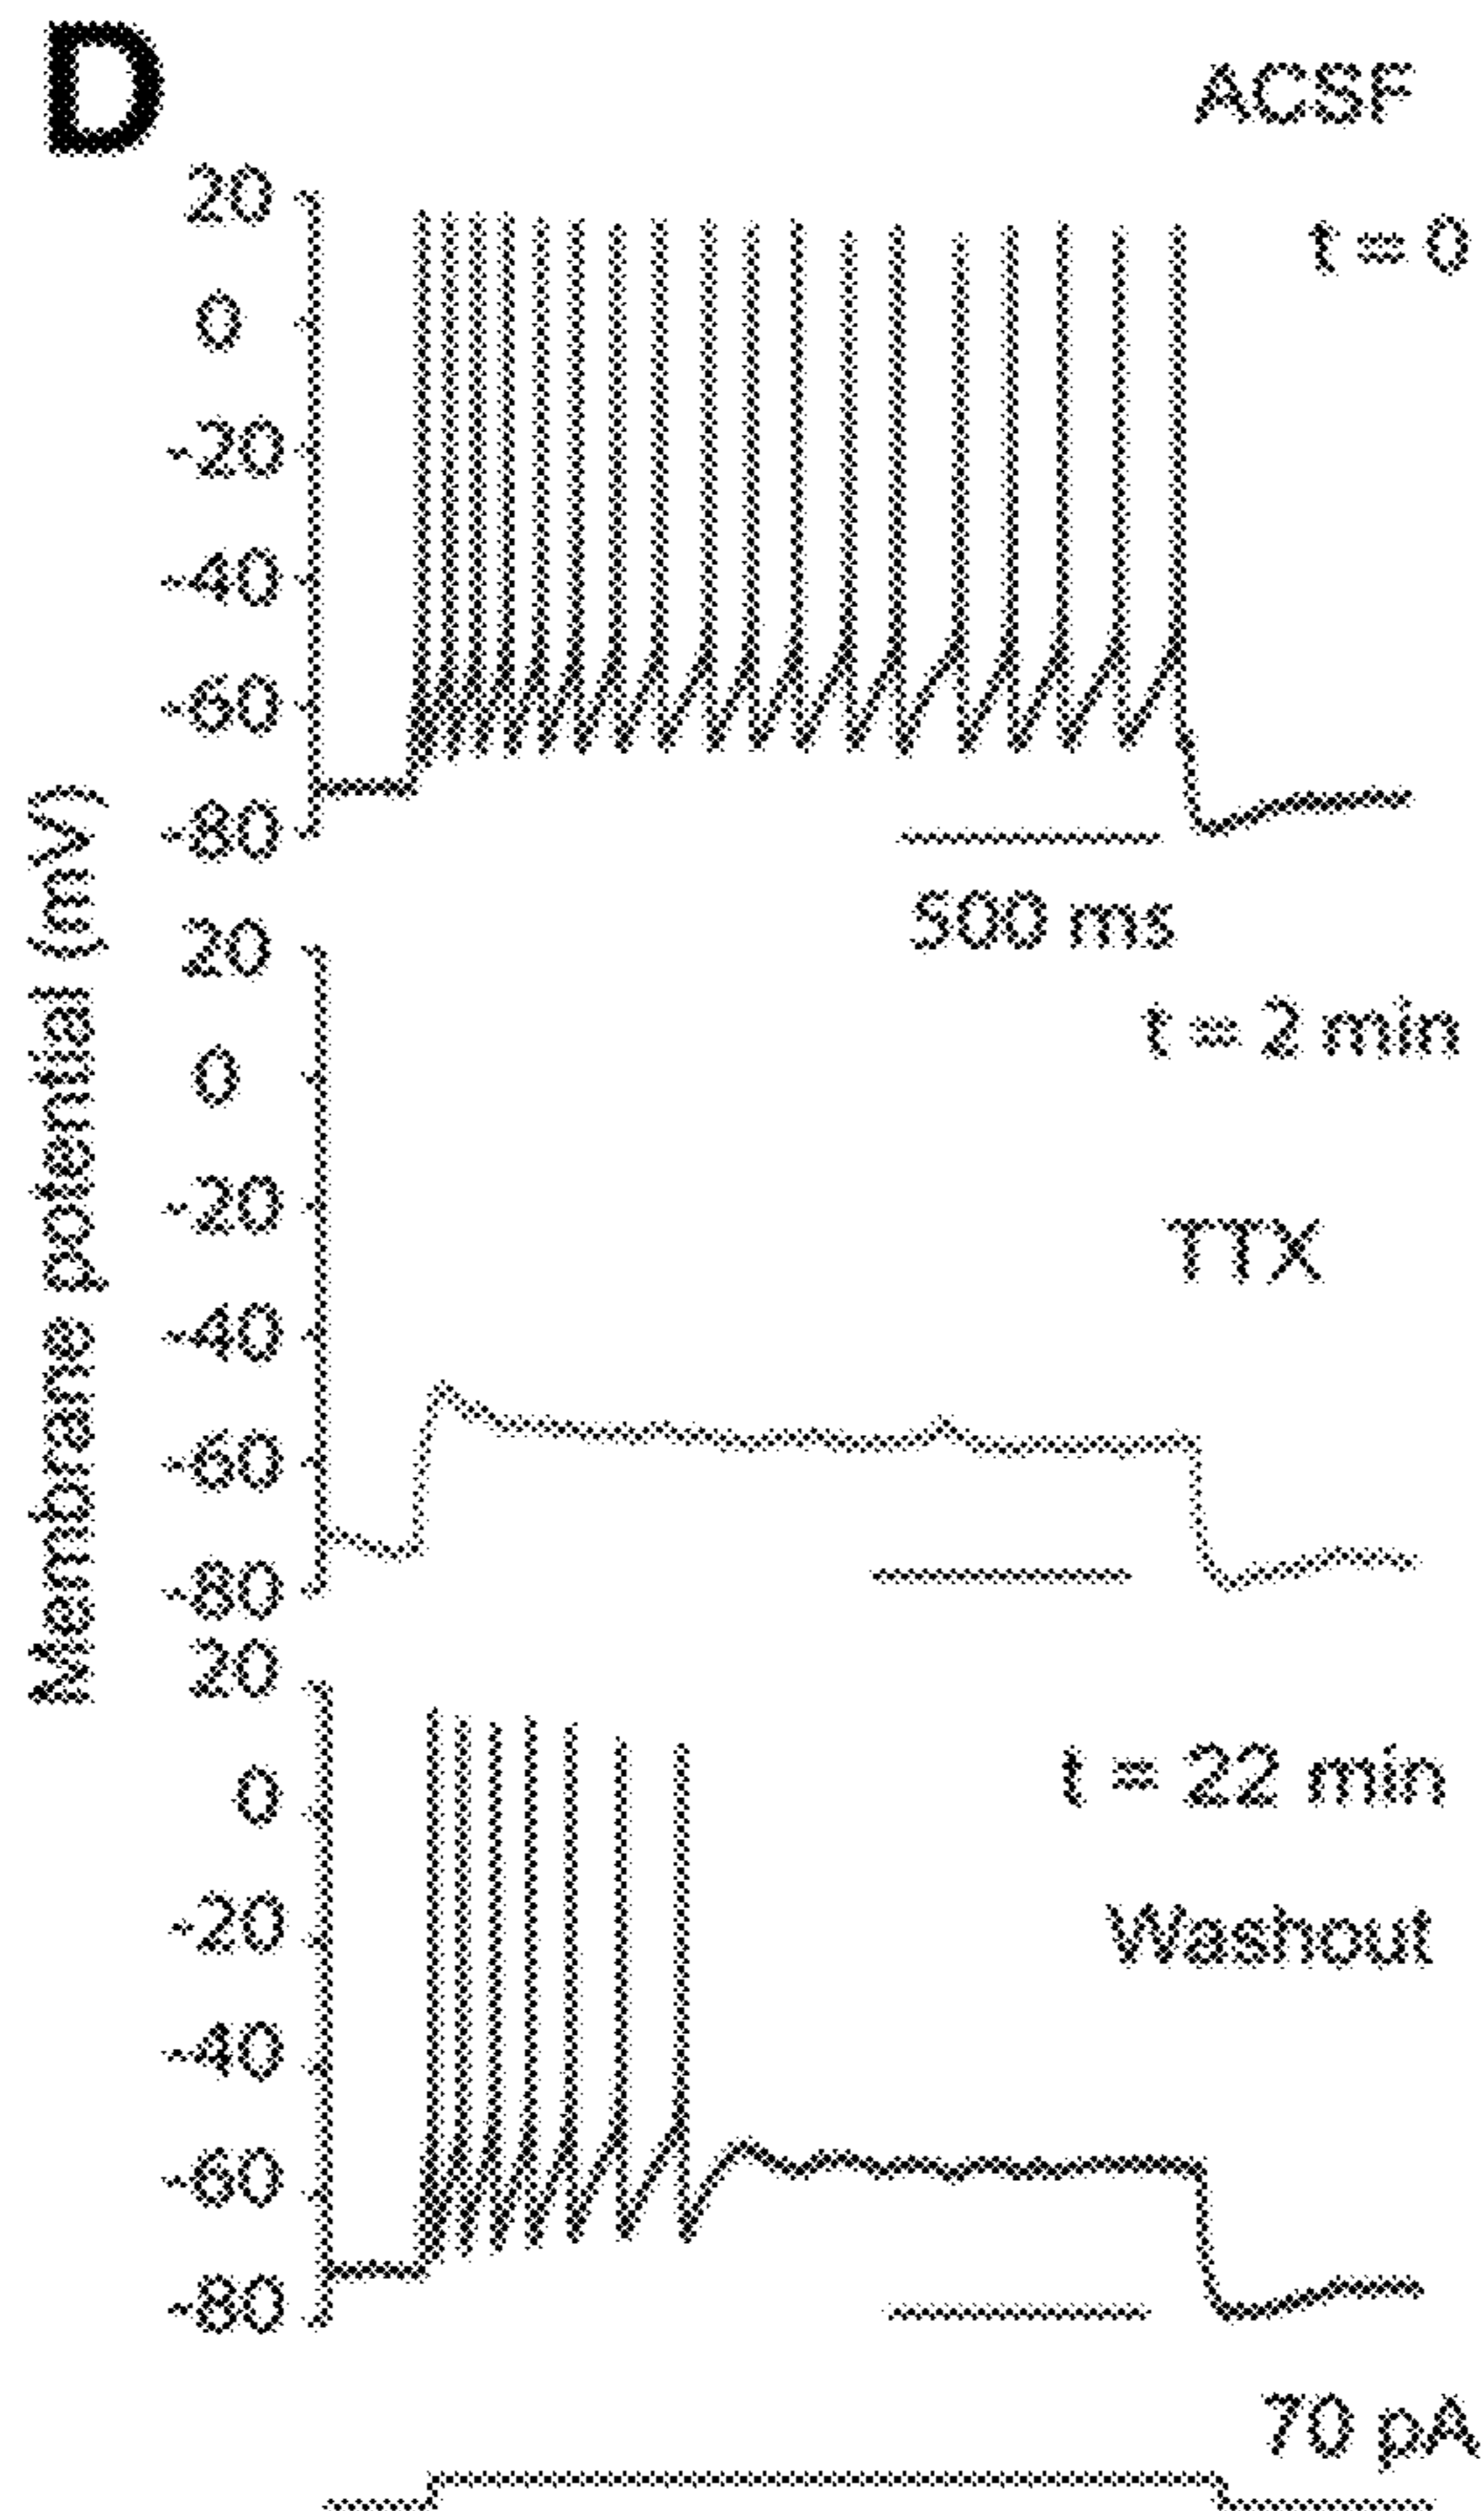 D
ACSF
20
t = 0
0
-20
-40
-60
-80
500 ms
Membrane potential (mV)
20
t = 2 min
0
-20
TTX
-40
-60
-80
20
t = 22 min
0
-20
Washout
-40
-60
-80
70 pA